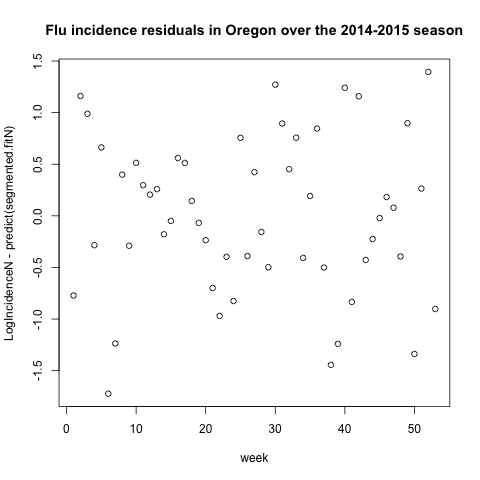 Flu incidence residuals in Oregon over the 2014-2015 season
LogIncidenceN - predict(segmented.fitN)
1.5
1.0
0.5
0.0
-0.5
-1.0
-1.5
0 10 20 30 40 50
week